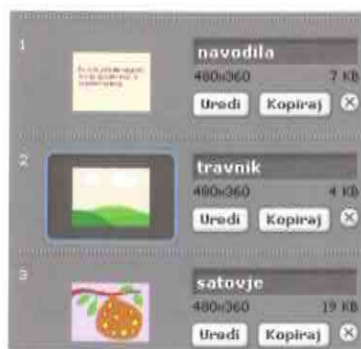 1
navodila
480x360 7 KB
Uredi Kopiraj
2
travnik
480x360 4 KB
Uredi Kopiraj
3
satovje
480x360 19 KB
Uredi Kopiraj